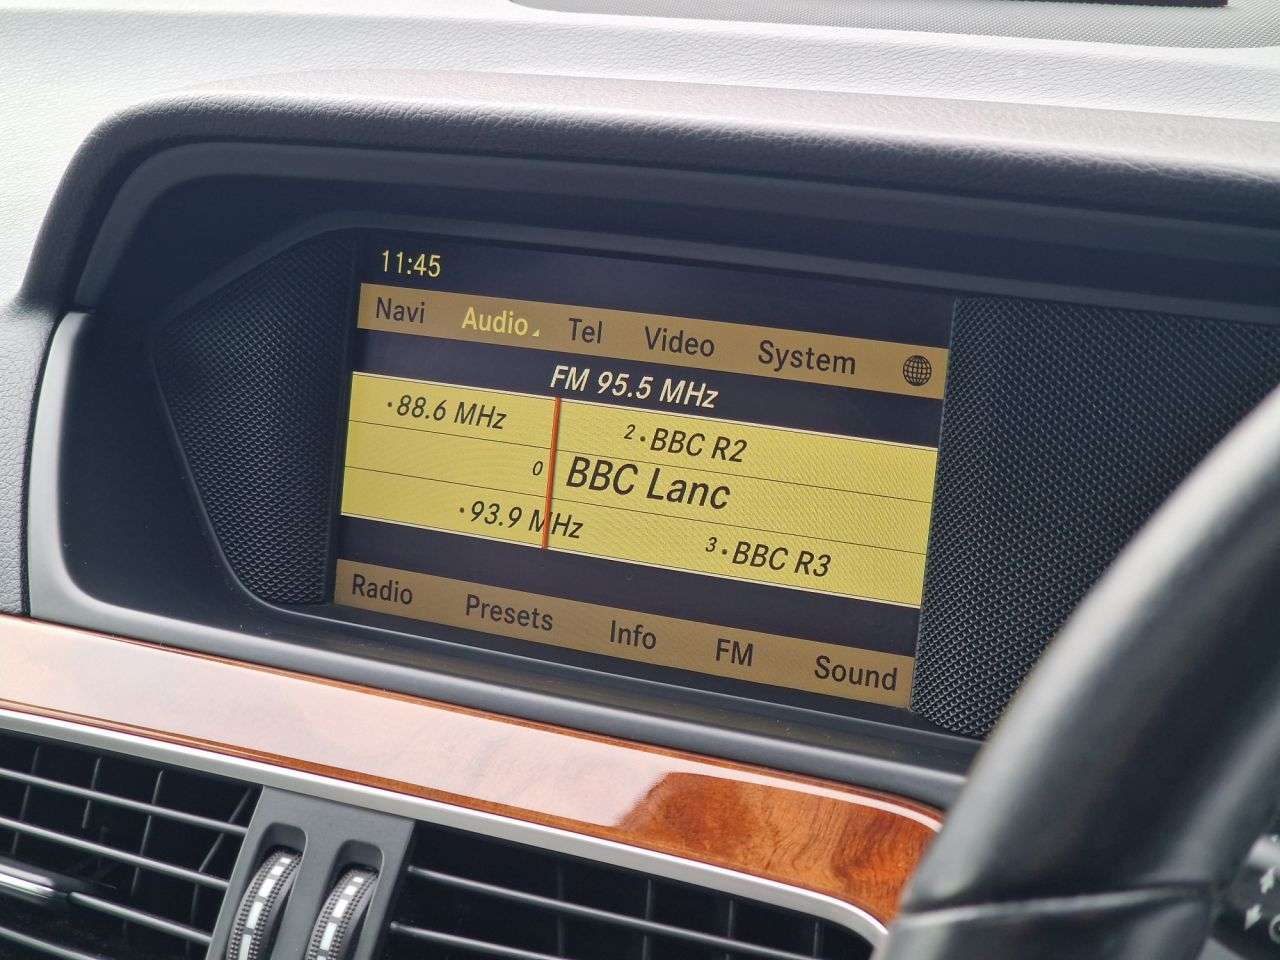 11:45
Navi Audio Tel Video System
FM 95.5 MHz
·88.6 MHz 2·BBC R2
0 BBC Lanc
·93.9 MHz 3·BBC R3
Radio Presets Info FM Sound